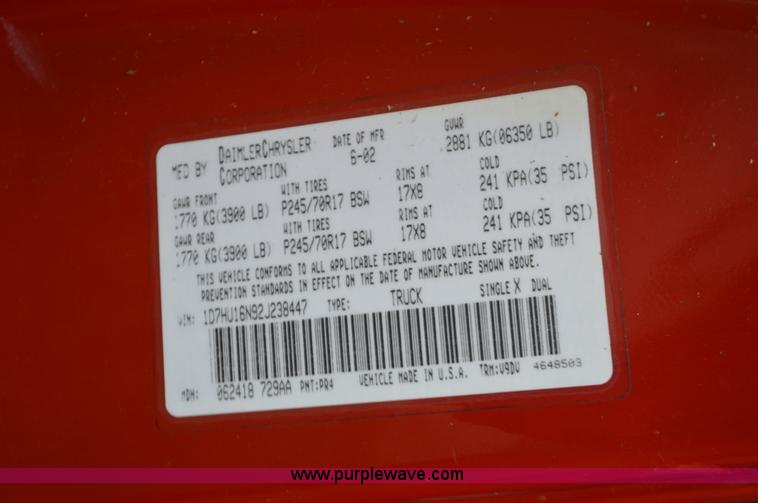 MFD BY DAIMLERCHRYSLER CORPORATION DATE OF MFR 6-02 GVWR 2881 KG(06350 LB)
GAWR FRONT WITH TIRES RIMS AT COLD
1770 KG(3900 LB) P245/70R17 BSW 17X8 241 KPA(35 PSI)
GAWR REAR WITH TIRES RIMS AT COLD
1770 KG(3900 LB) P245/70R17 BSW 17X8 241 KPA(35 PSI)
THIS VEHICLE CONFORMS TO ALL APPLICABLE FEDERAL MOTOR VEHICLE SAFETY AND THEFT
PREVENTION STANDARDS IN EFFECT ON THE DATE OF MANUFACTURE SHOWN ABOVE.
VIN: 1D7HU16N92J238447 TYPE: TRUCK SINGLE X DUAL
MDH: 062418 729AA PNT:PR4 VEHICLE MADE IN U.S.A. TRM:V9DV 4648503
www.purplewave.com